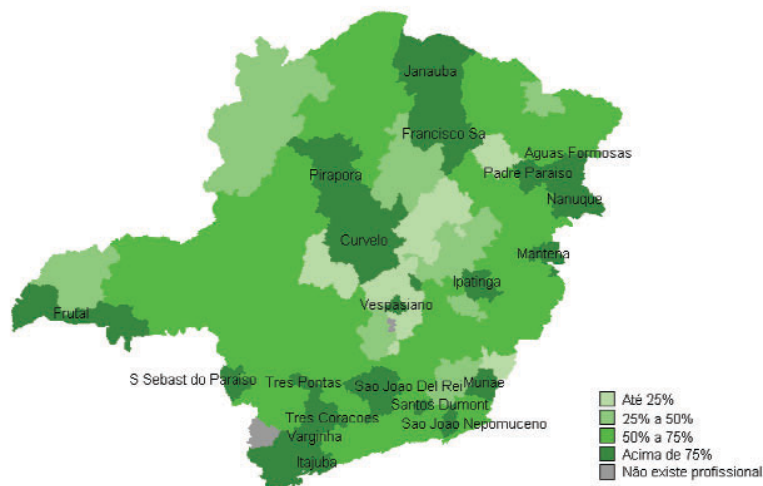 Janauba
Francisco Sa
Aguas Formosas
Padre Paraiso
Pirapora
Nanuque
Curvelo
Mantena
Ipatinga
Vespasiano
Frutal
S Sebast do Paraiso
Tres Pontas
Sao Joao Del Rei
Muriae
Santos Dumont
Tres Coracoes
Sao Joao Nepomuceno
Varginha
Itajuba
Até 25%
25% a 50%
50% a 75%
Acima de 75%
Não existe profissional